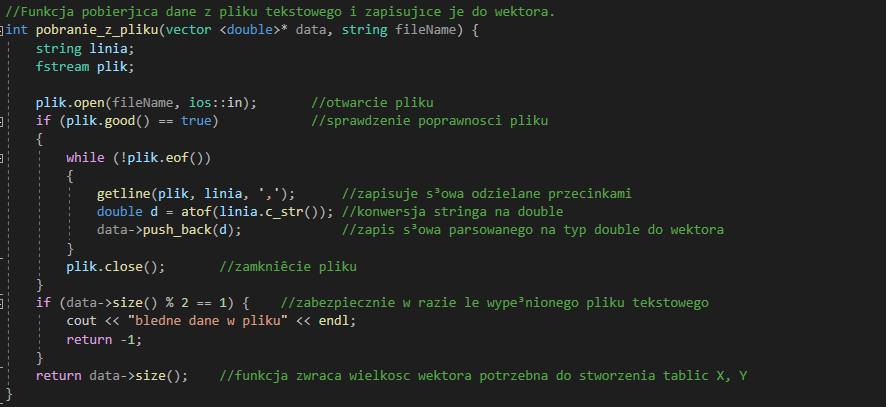 //Funkcja pobierjıca dane z pliku tekstowego i zapisujıce je do wektora.
int pobranie_z_pliku(vector <double>* data, string fileName) {
    string linia;
    fstream plik;

    plik.open(fileName, ios::in);       //otwarcie pliku
    if (plik.good() == true)            //sprawdzenie poprawnosci pliku
    {
        while (!plik.eof())
        {
            getline(plik, linia, ',');      //zapisuje s³owa odzielane przecinkami
            double d = atof(linia.c_str()); //konwersja stringa na double
            data->push_back(d);             //zapis s³owa parsowanego na typ double do wektora
        }
        plik.close();       //zamkniêcie pliku
    }
    if (data->size() % 2 == 1) {    //zabezpiecznie w razie le wype³nionego pliku tekstowego
        cout << "bledne dane w pliku" << endl;
        return -1;
    }
    return data->size();    //funkcja zwraca wielkosc wektora potrzebna do stworzenia tablic X, Y
}